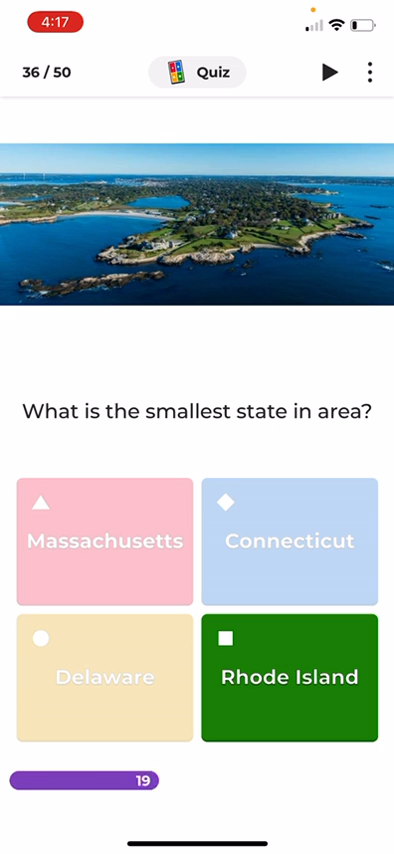 4:17
36 / 50
Quiz
What is the smallest state in area?
Massachusetts
Connecticut
Delaware
Rhode Island
19